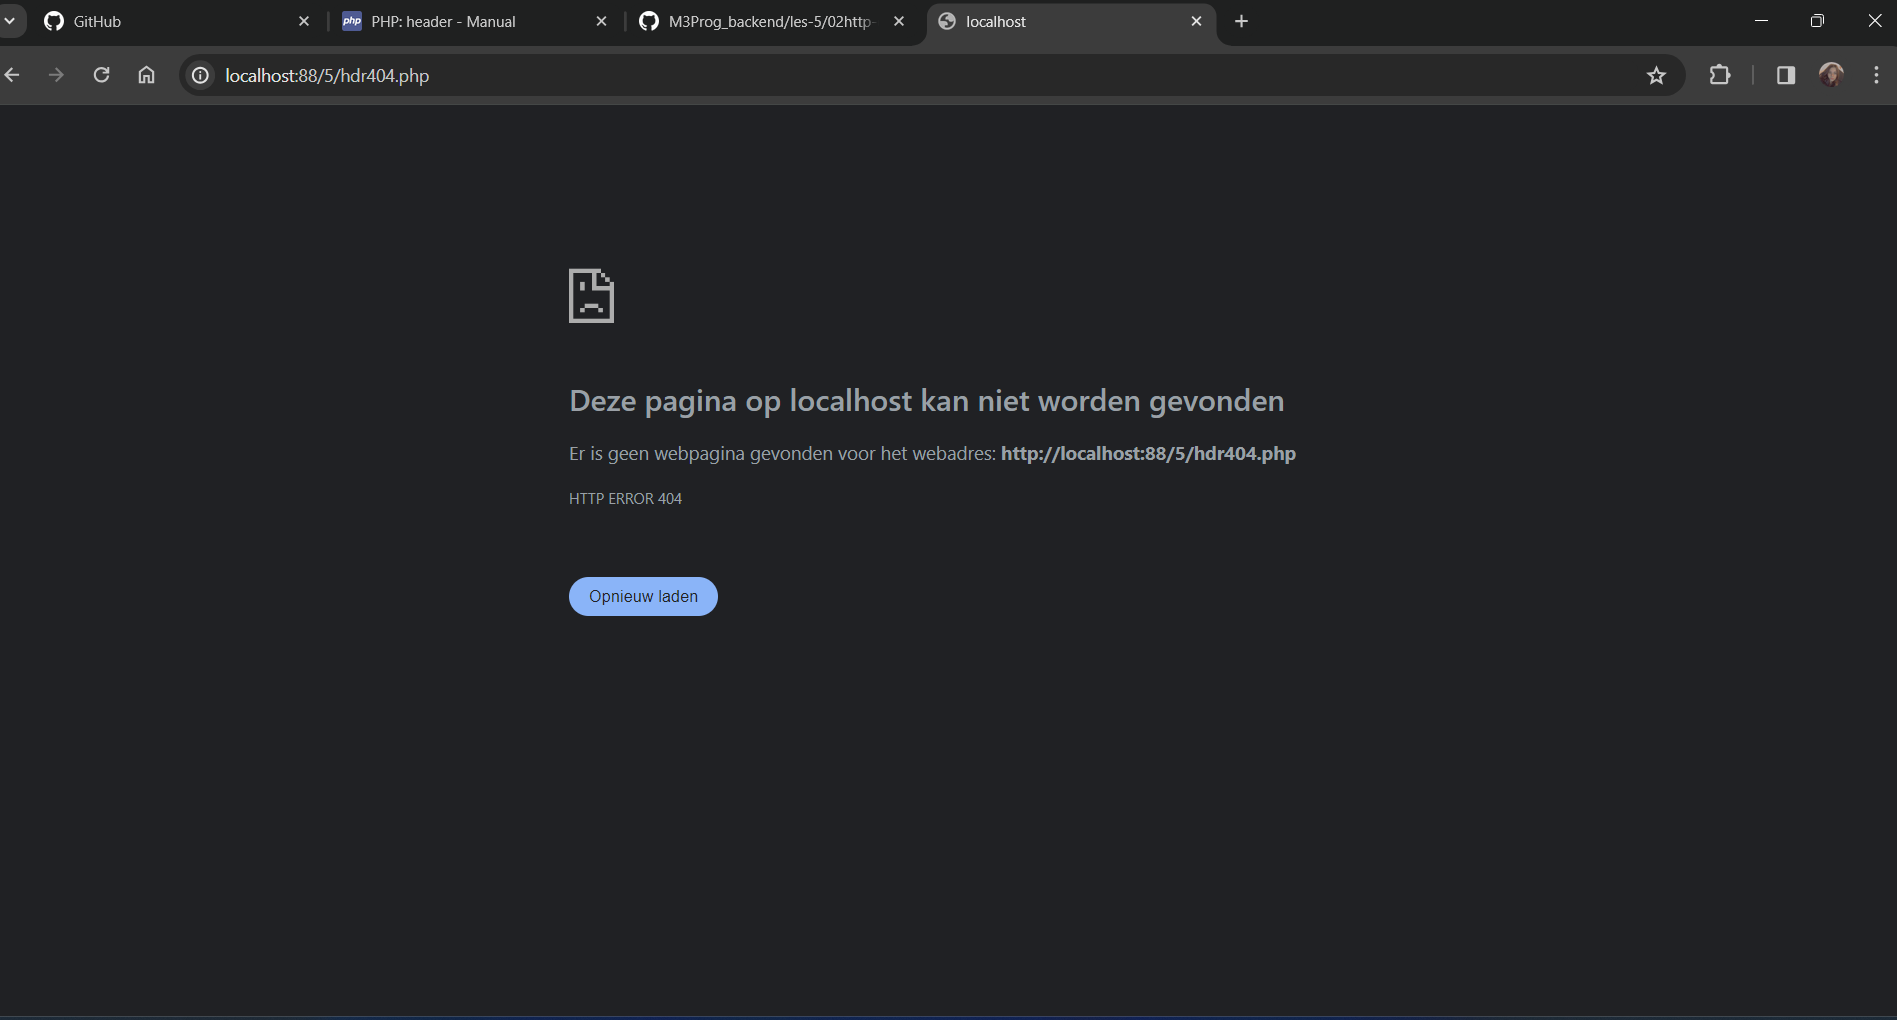 GitHub
php PHP: header - Manual
M3Prog_backend/les-5/02http-
localhost
localhost:88/5/hdr404.php
Deze pagina op localhost kan niet worden gevonden
Er is geen webpagina gevonden voor het webadres: http://localhost:88/5/hdr404.php
HTTP ERROR 404
Opnieuw laden